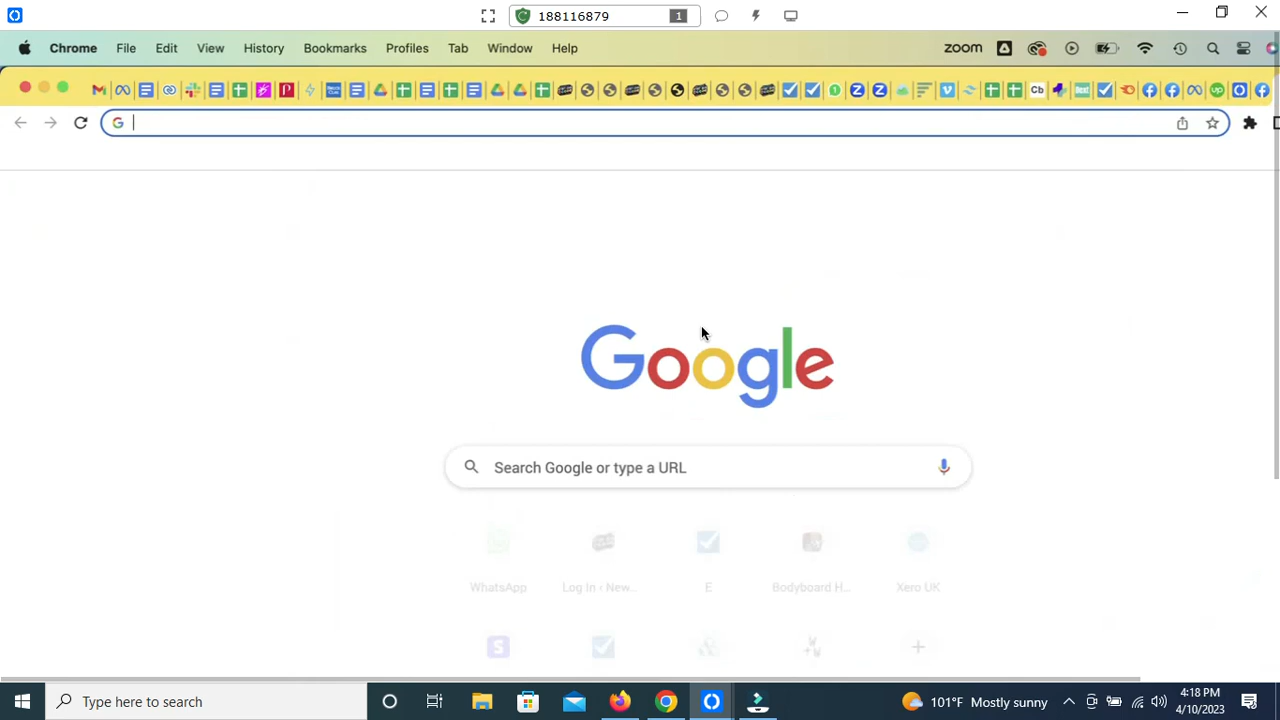 188116879 1
Chrome File Edit View History Bookmarks Profiles Tab Window Help zoom
Google
Search Google or type a URL
WhatsApp Log In ‹ New... E Bodyboard H... Xero UK
Type here to search 101°F Mostly sunny 4:18 PM
4/10/2023